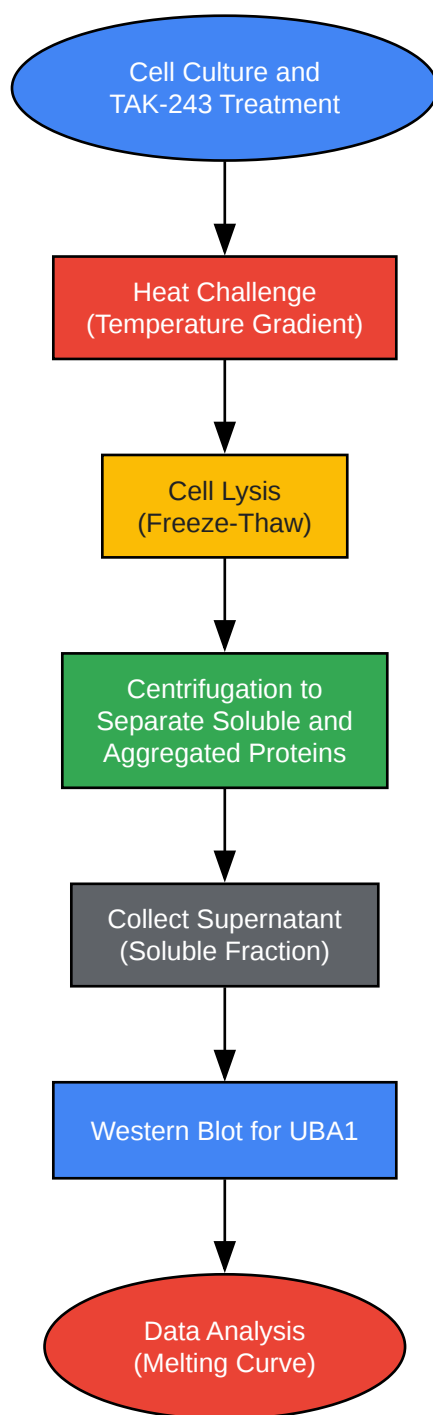 Cell Culture and
TAK-243 Treatment
Heat Challenge
(Temperature Gradient)
Cell Lysis
(Freeze-Thaw)
Centrifugation to
Separate Soluble and
Aggregated Proteins
Collect Supernatant
(Soluble Fraction)
Western Blot for UBA1
Data Analysis
(Melting Curve)